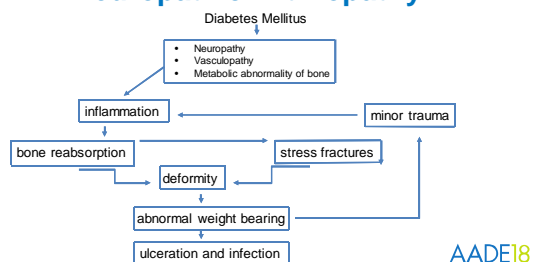 Diabetes Mellitus
• Neuropathy
• Vasculopathy
• Metabolic abnormality of bone
inflammation
minor trauma
bone reabsorption
stress fractures
deformity
abnormal weight bearing
ulceration and infection
AADE18